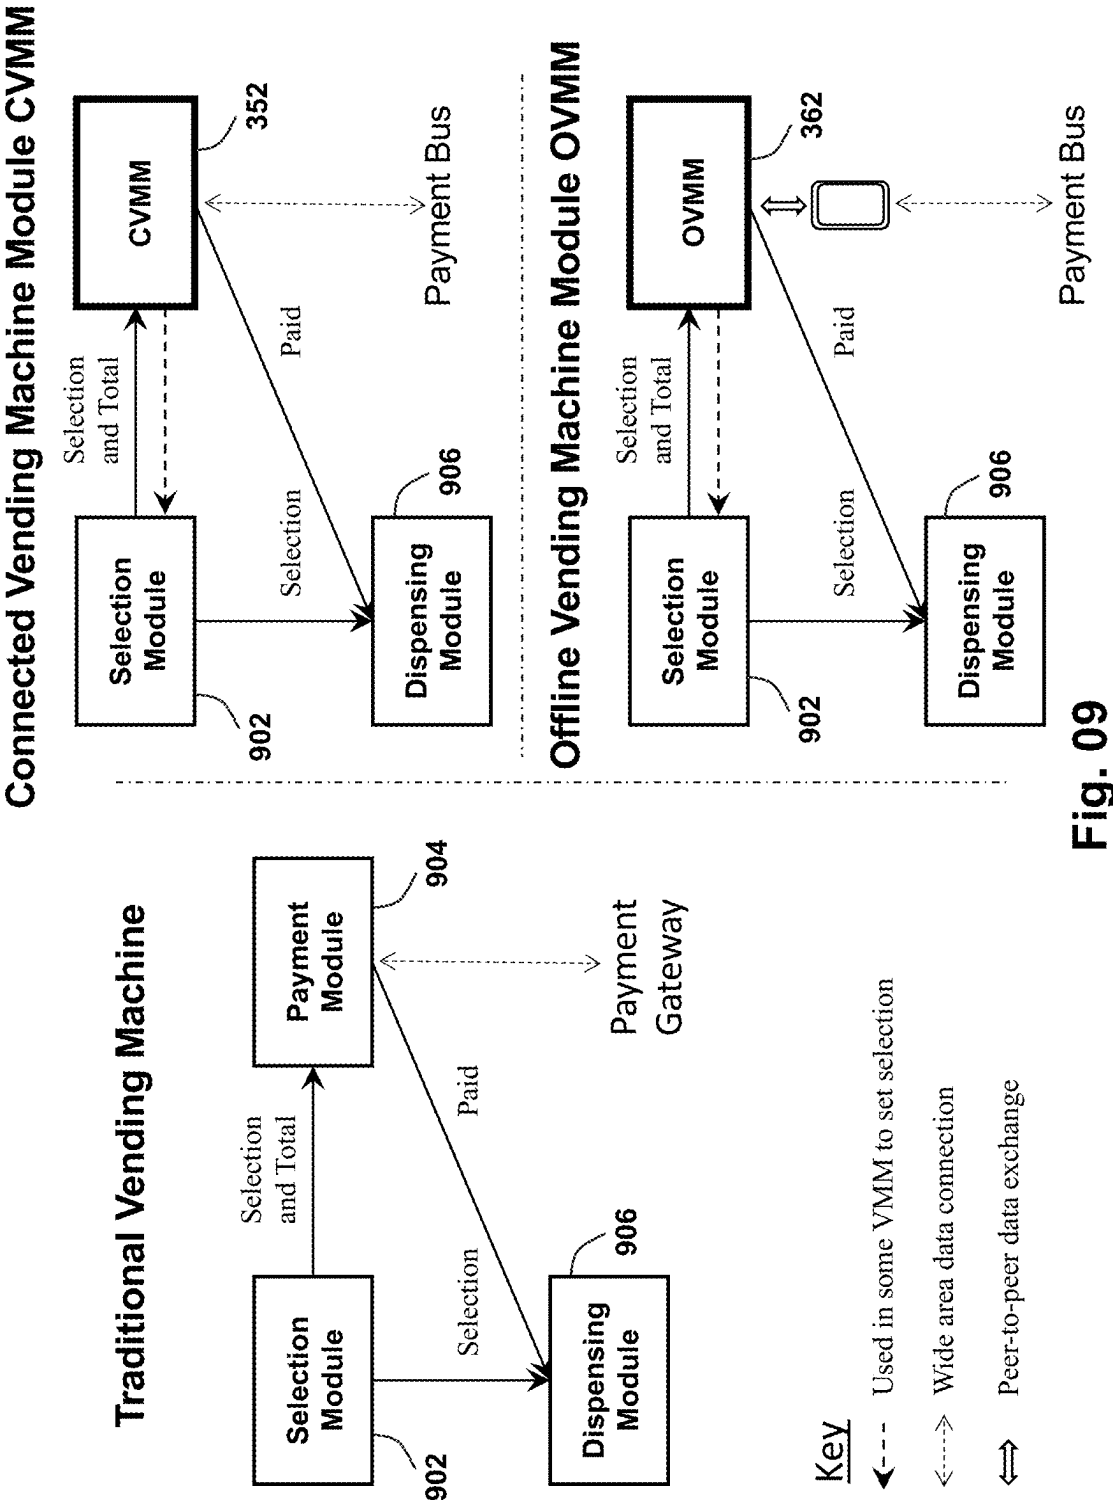 Traditional Vending Machine
Selection
Module
902
Selection
and Total
Payment
Module
904
Selection
Paid
Dispensing
Module
906
Payment
Gateway
Key
Used in some VMM to set selection
Wide area data connection
Peer-to-peer data exchange
Connected Vending Machine Module CVMM
Selection
Module
902
Selection
and Total
CVMM
352
Selection
Paid
Dispensing
Module
906
Payment Bus
Offline Vending Machine Module OVMM
Selection
Module
902
Selection
and Total
OVMM
362
Selection
Paid
Dispensing
Module
906
Payment Bus
Fig. 09